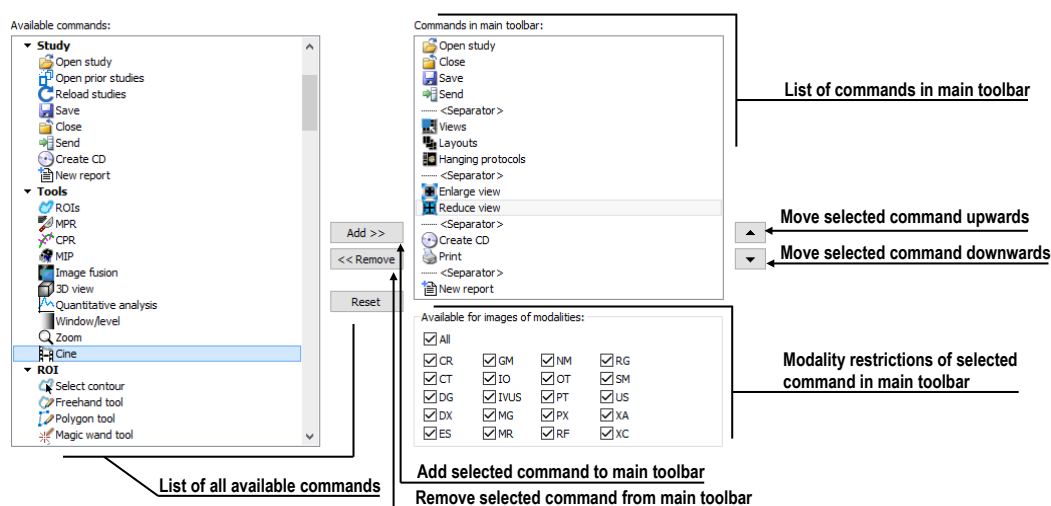 Available commands:
Study
Open study
Open prior studies
Reload studies
Save
Close
Send
Create CD
New report
Tools
ROIs
MPR
CPR
MIP
Image fusion
3D view
Quantitative analysis
Window/level
Zoom
Cine
ROI
Select contour
Freehand tool
Polygon tool
Magic wand tool
Add >>
<< Remove
Reset
Commands in main toolbar:
Open study
Close
Save
Send
<Separator>
Views
Layouts
Hanging protocols
<Separator>
Enlarge view
Reduce view
<Separator>
Create CD
Print
<Separator>
New report
Available for images of modalities:
All
CR GM NM RG
CT IO OT SM
DG IVUS PT US
DX MG PX XA
ES MR RF XC
List of commands in main toolbar
Move selected command upwards
Move selected command downwards
Modality restrictions of selected
command in main toolbar
Add selected command to main toolbar
List of all available commands
Remove selected command from main toolbar